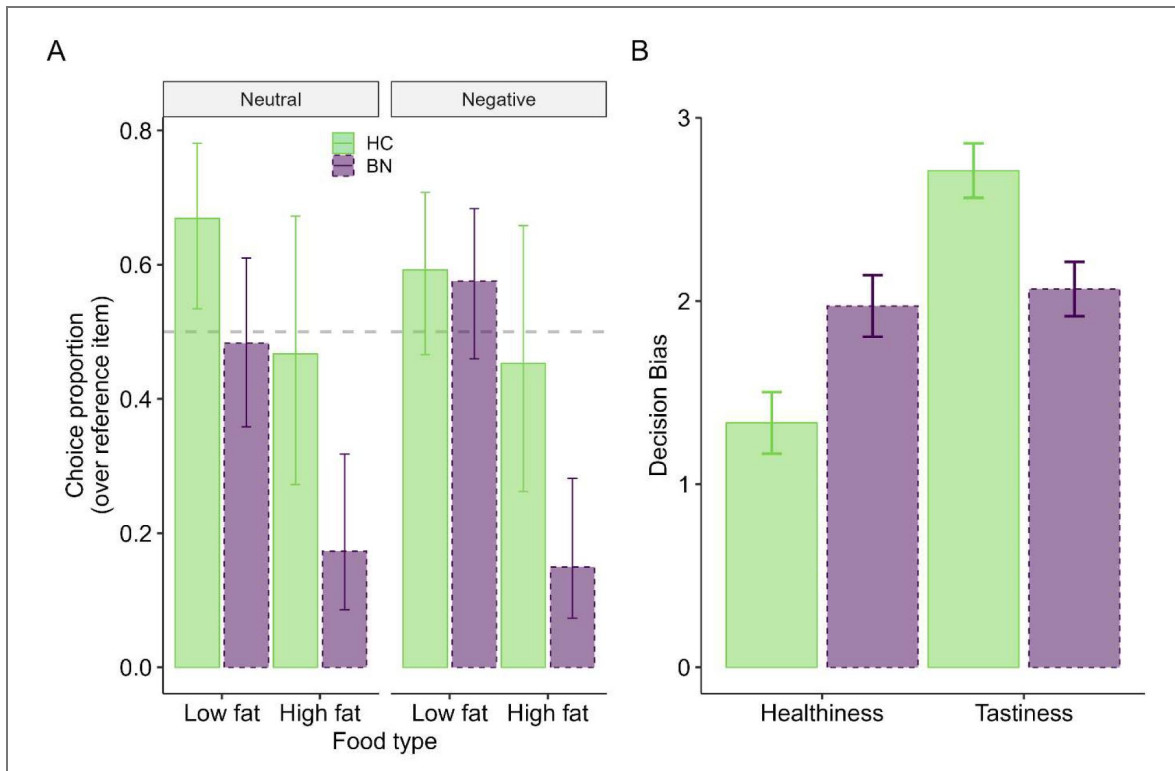 A
Neutral
Negative
HC
BN
0.8
0.6
0.4
0.2
0.0
Choice proportion
(over reference item)
Low fat
High fat
Low fat
High fat
Food type
B
3
2
1
0
Decision Bias
Healthiness
Tastiness